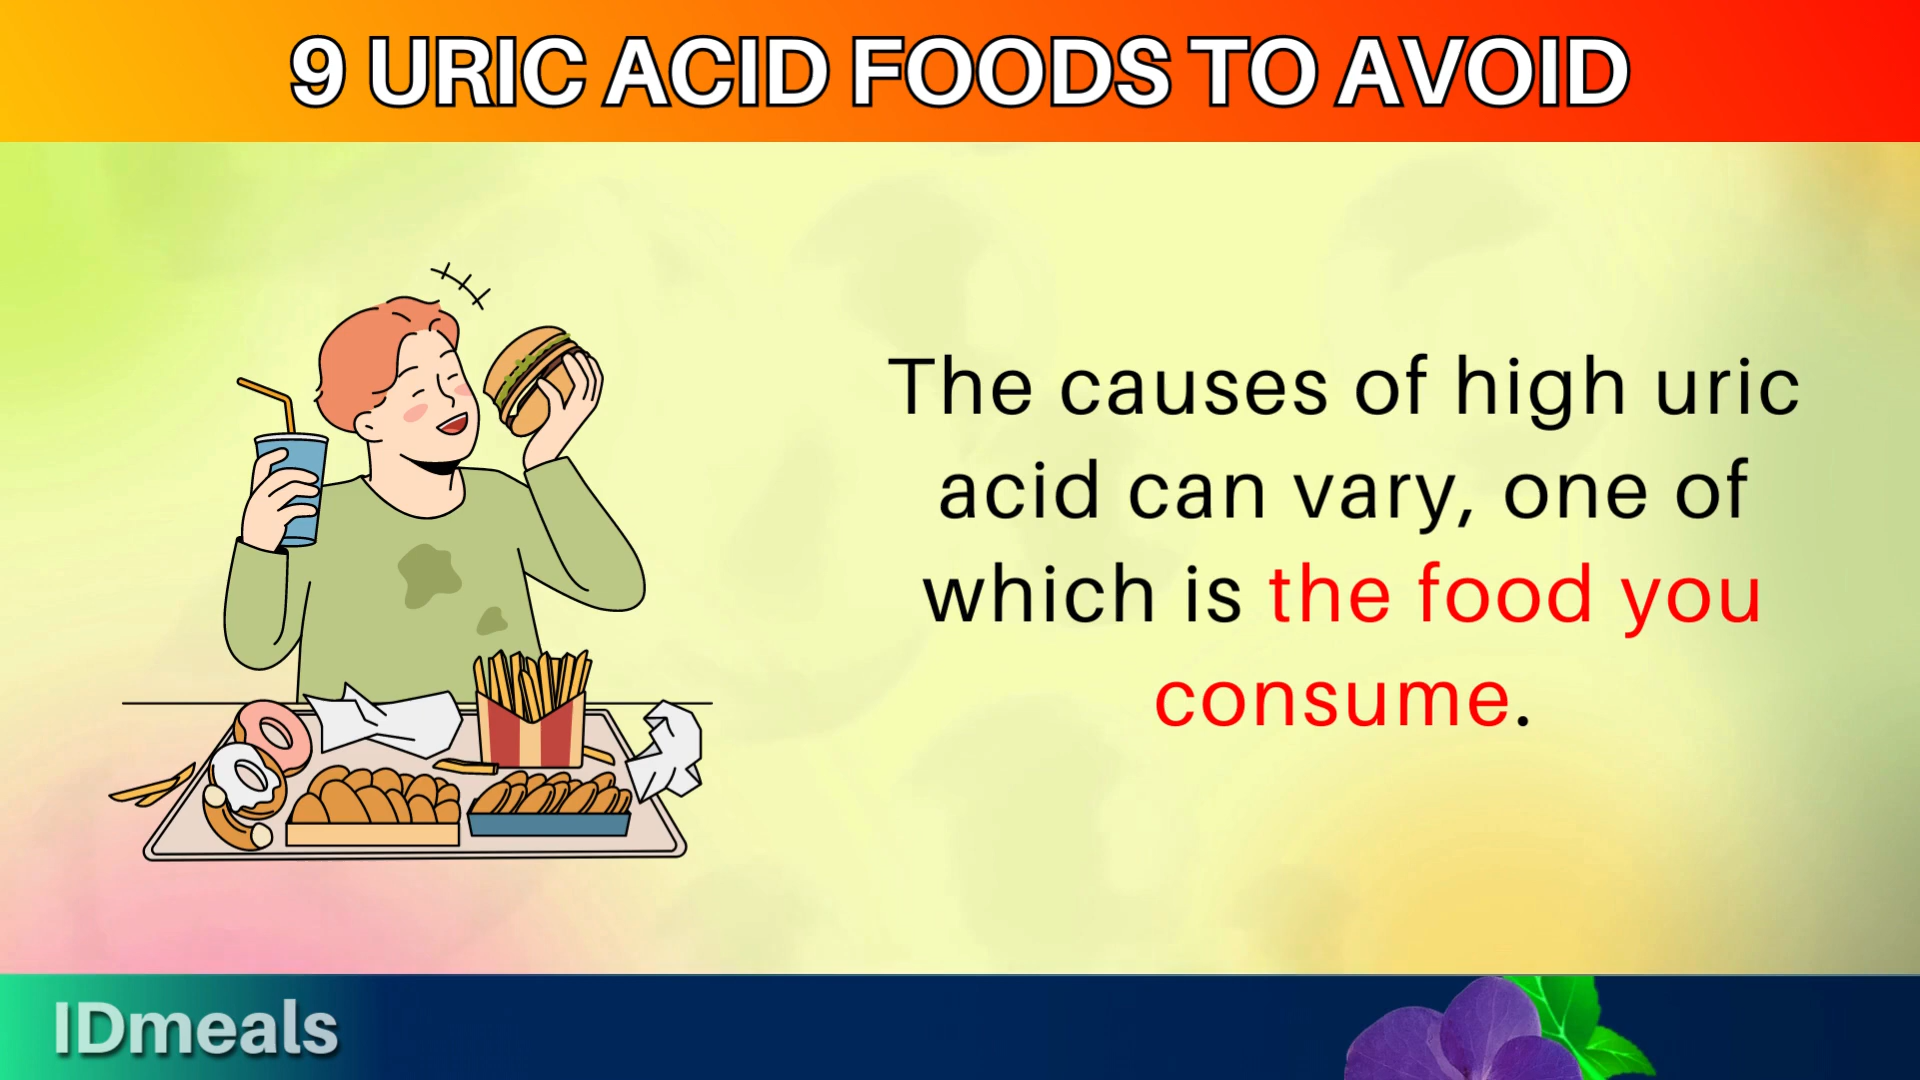 9 URIC ACID FOODS TO AVOID
The causes of high uric
acid can vary, one of
which is the food you
consume.
IDmeals